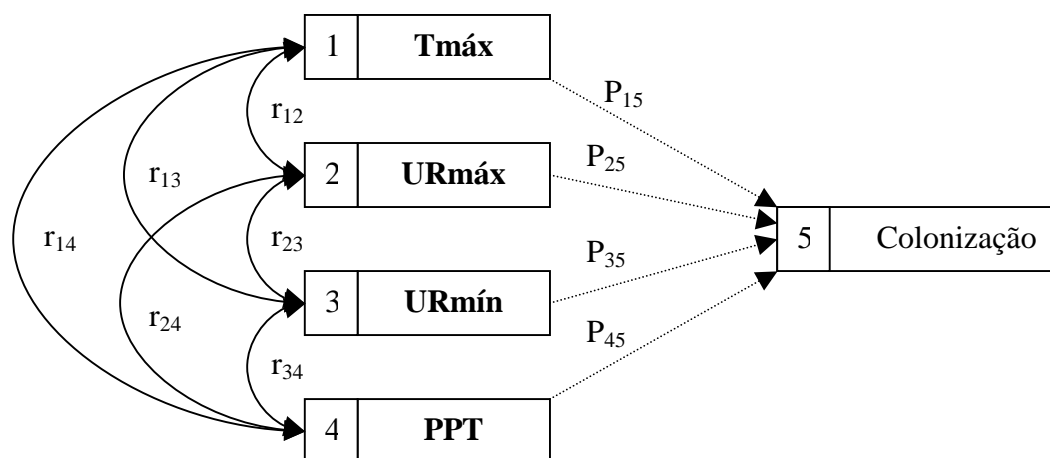 1 Tmáx
r12
P15
2 URmáx
P25
r13
r23
r14
5 Colonização
P35
3 URmín
r24
r34
P45
4 PPT